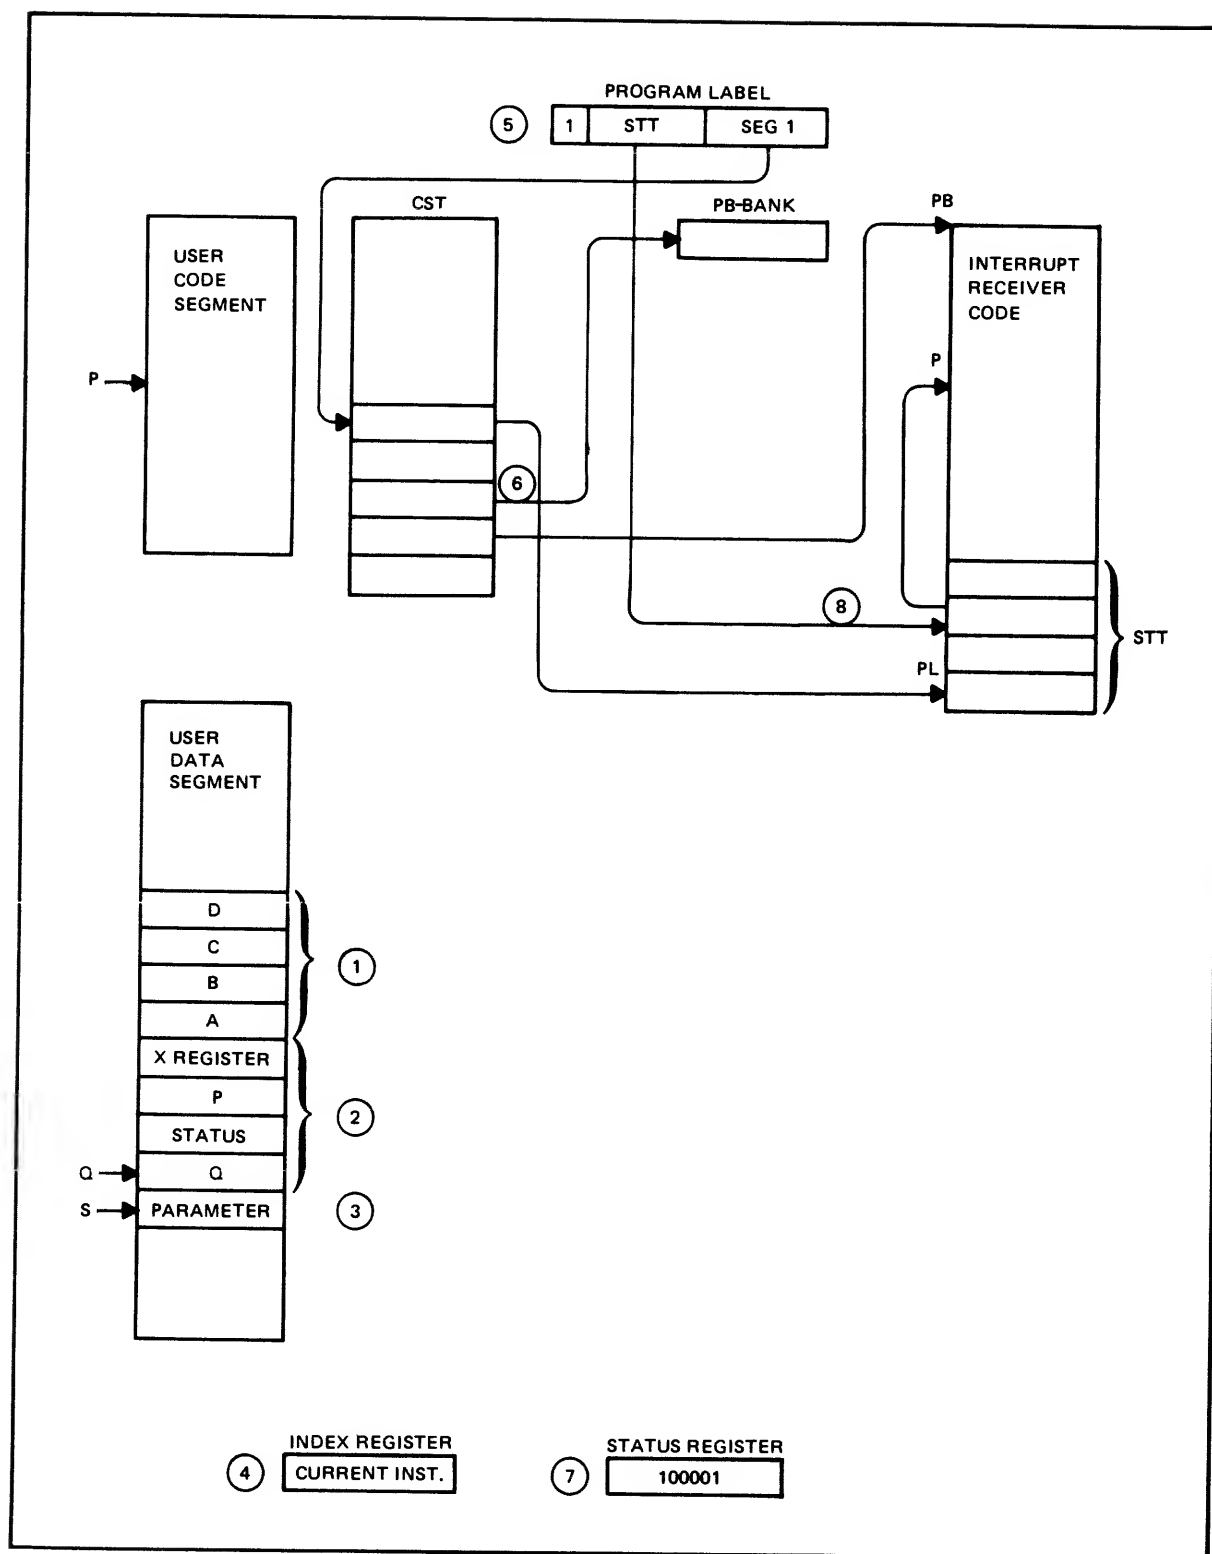 PROGRAM LABEL
5 1 STT SEG 1
CST
PB-BANK
PB
USER
CODE
SEGMENT
INTERRUPT
RECEIVER
CODE
P
P
6
8
STT
PL
USER
DATA
SEGMENT
D
C
1
B
A
X REGISTER
P
2
STATUS
Q Q
S PARAMETER 3
INDEX REGISTER
4 CURRENT INST.
STATUS REGISTER
7 100001